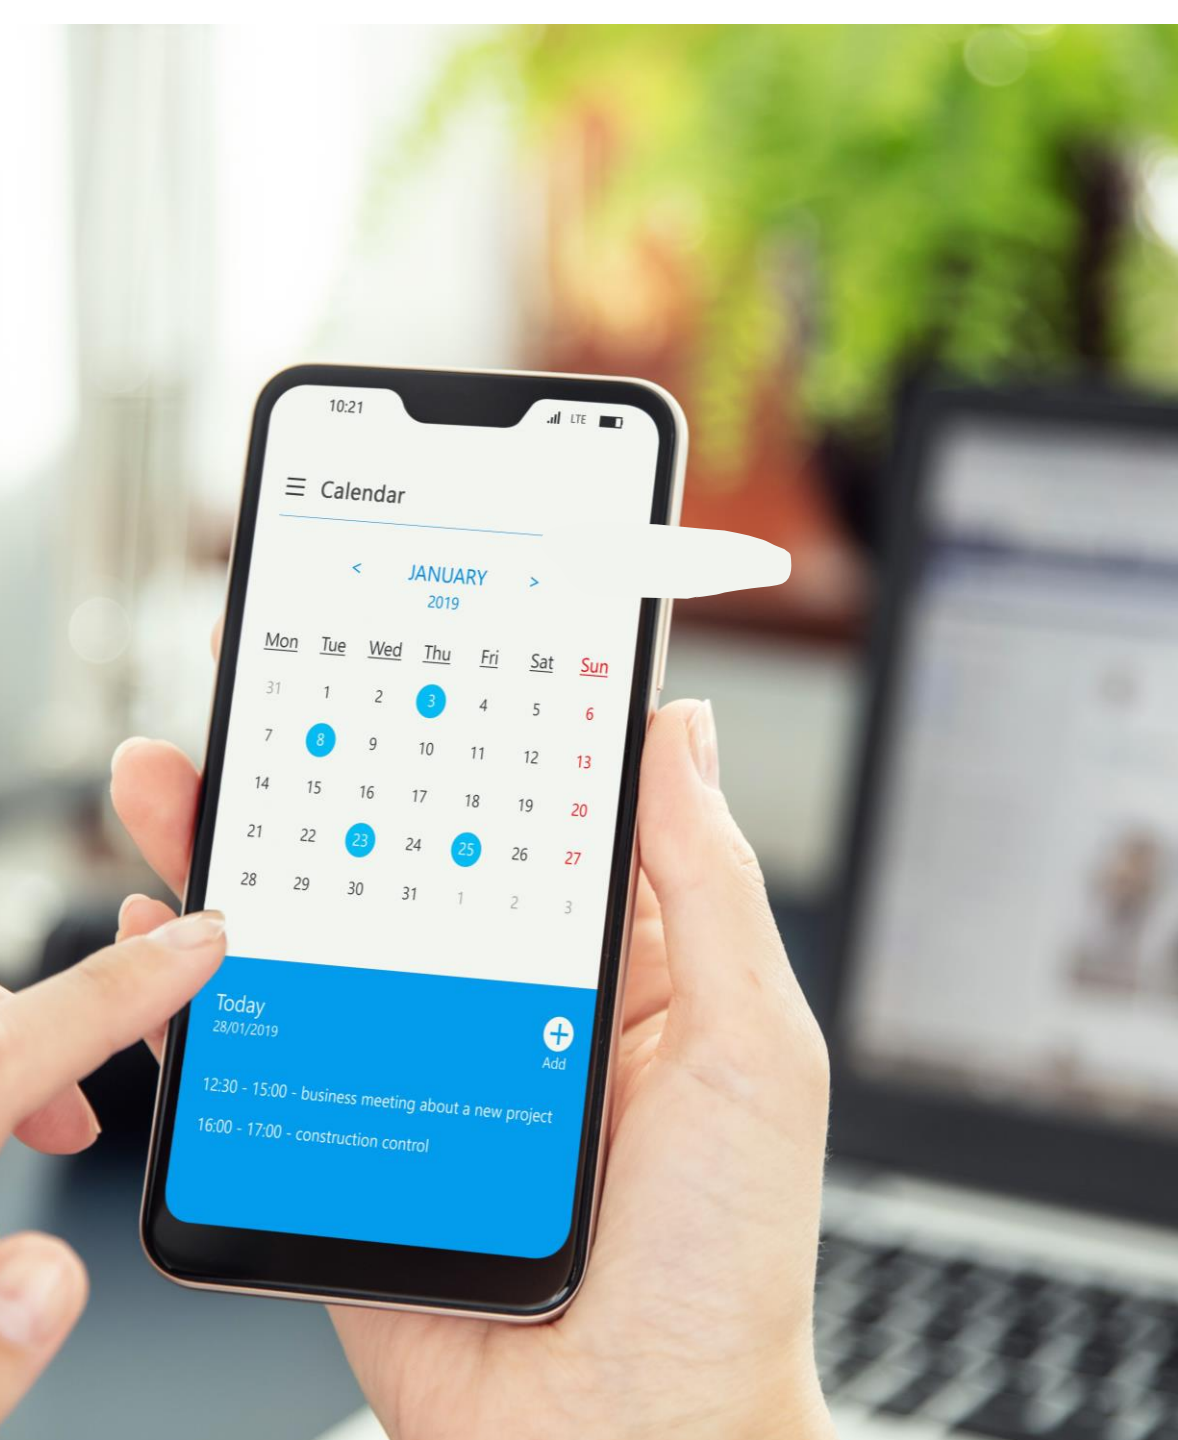 10:21 LTE
Calendar
< JANUARY >
2019
Mon Tue Wed Thu Fri Sat Sun
31 1 2 3 4 5 6
7 8 9 10 11 12 13
14 15 16 17 18 19 20
21 22 23 24 25 26 27
28 29 30 31 1 2 3
Today
28/01/2019
Add
12:30 - 15:00 - business meeting about a new project
16:00 - 17:00 - construction control